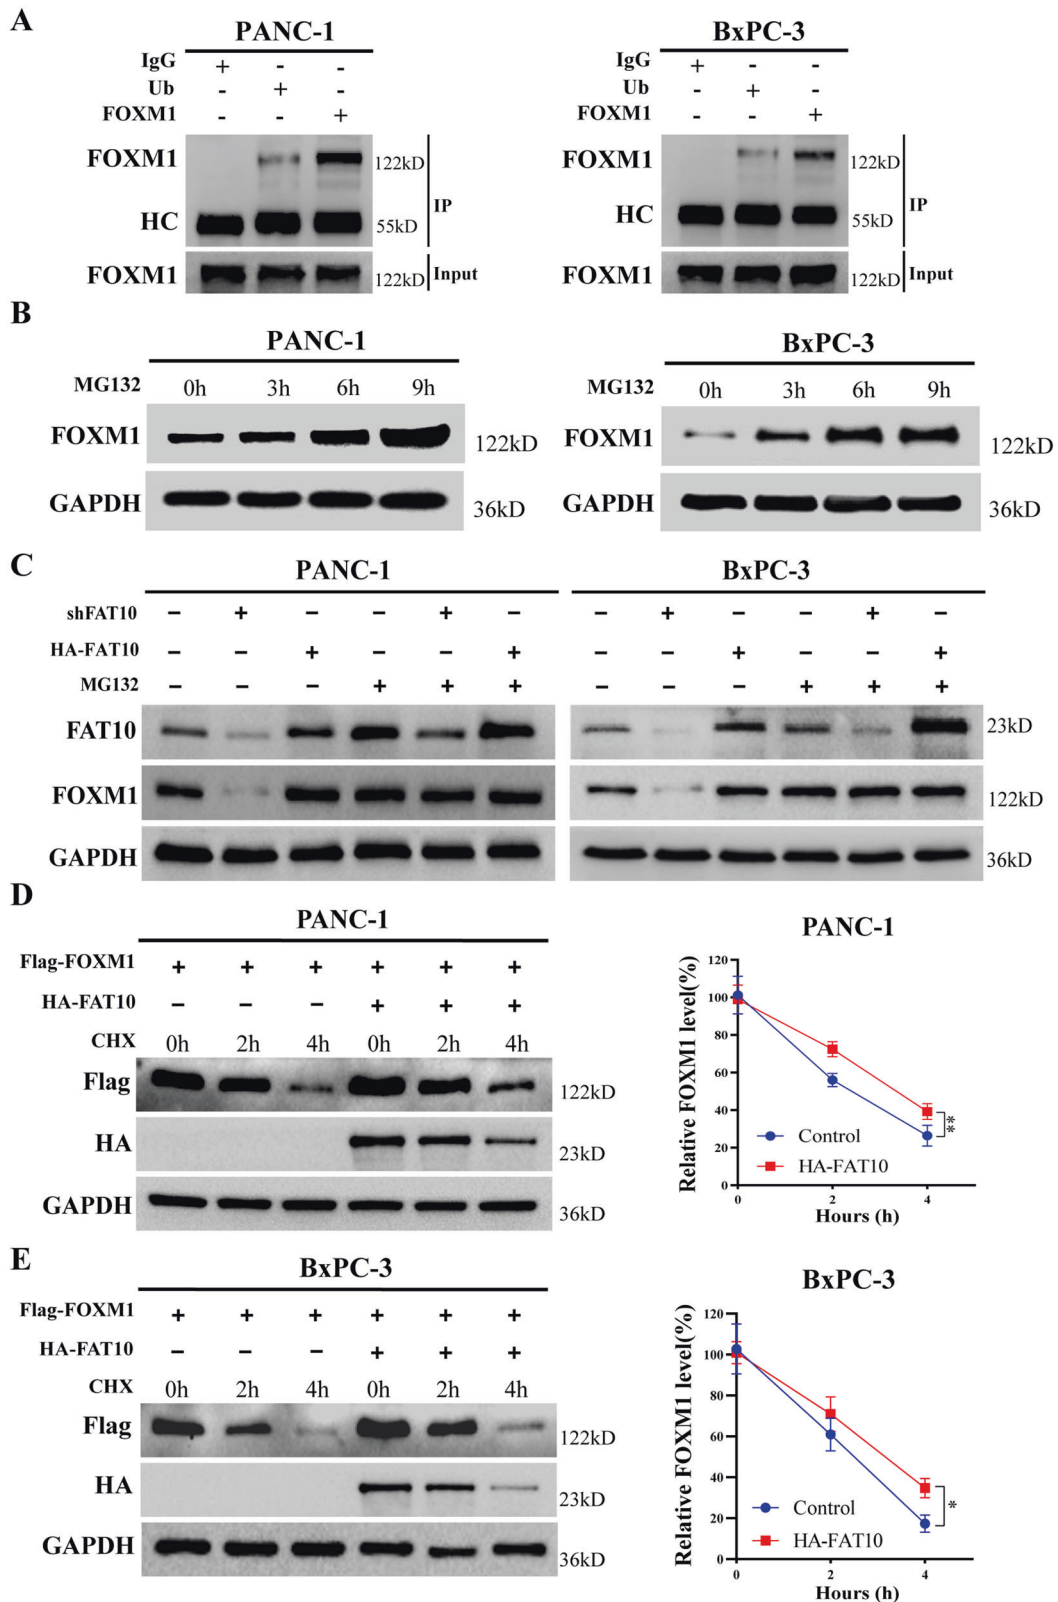 A
PANC-1
BxPC-3
IgG + - -
IgG + - -
Ub - + -
Ub - + -
FOXM1 - - +
FOXM1 - - +
FOXM1 122kD
FOXM1 122kD
IP
IP
HC 55kD
HC 55kD
FOXM1 122kD Input
FOXM1 122kD Input
B
PANC-1
BxPC-3
MG132 0h 3h 6h 9h
MG132 0h 3h 6h 9h
FOXM1 122kD
FOXM1 122kD
GAPDH 36kD
GAPDH 36kD
C
PANC-1
BxPC-3
shFAT10 – + – – + – – + – – + –
HA-FAT10 – – + – – + – – + – – +
MG132 – – – + + + – – – + + +
FAT10 23kD
FOXM1 122kD
GAPDH 36kD
D
PANC-1
Flag-FOXM1 + + + + + +
HA-FAT10 – – – + + +
CHX 0h 2h 4h 0h 2h 4h
Flag 122kD
HA 23kD
GAPDH 36kD
PANC-1
Relative FOXM1 level(%)
120
100
80
60
40
20
0
Control
HA-FAT10
**
0 2 4
Hours (h)
E
BxPC-3
Flag-FOXM1 + + + + + +
HA-FAT10 – – – + + +
CHX 0h 2h 4h 0h 2h 4h
Flag 122kD
HA 23kD
GAPDH 36kD
BxPC-3
Relative FOXM1 level(%)
120
100
80
60
40
20
0
Control
HA-FAT10
*
0 2 4
Hours (h)